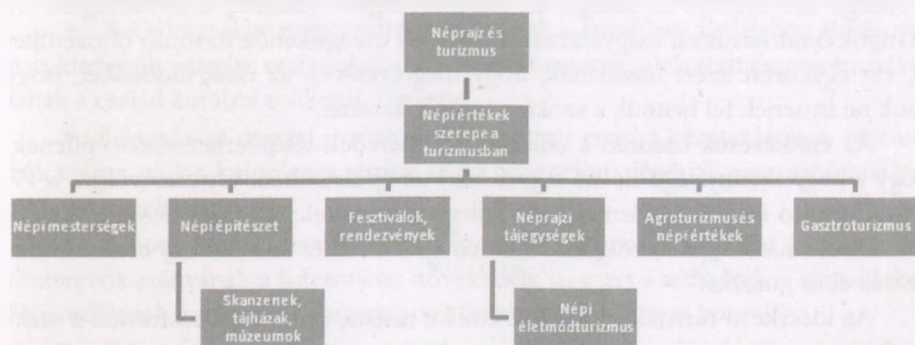 Néprajz és
turizmus
Népi értékek
szerepe a
turizmusban
Népi mesterségek
Népi építészet
Fesztiválok,
rendezvények
Néprajzi
tájegységek
Agroturizmus és
népi értékek
Gasztroturizmus
Skanzenek,
tájházak,
múzeumok
Népi
életmódturizmus